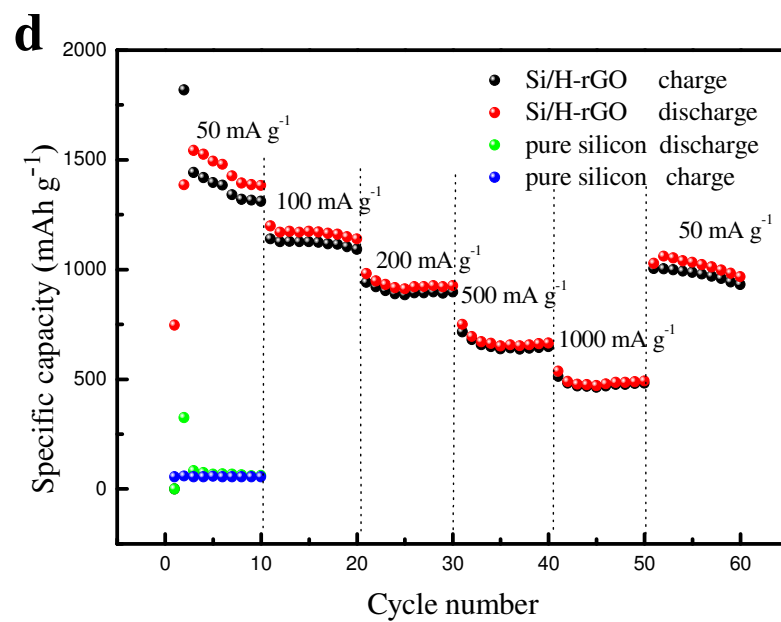 d
Specific capacity (mAh g⁻¹)
2000
1500
1000
500
0
Si/H-rGO charge
Si/H-rGO discharge
pure silicon discharge
pure silicon charge
50 mA g⁻¹
100 mA g⁻¹
200 mA g⁻¹
500 mA g⁻¹
1000 mA g⁻¹
50 mA g⁻¹
0 10 20 30 40 50 60
Cycle number